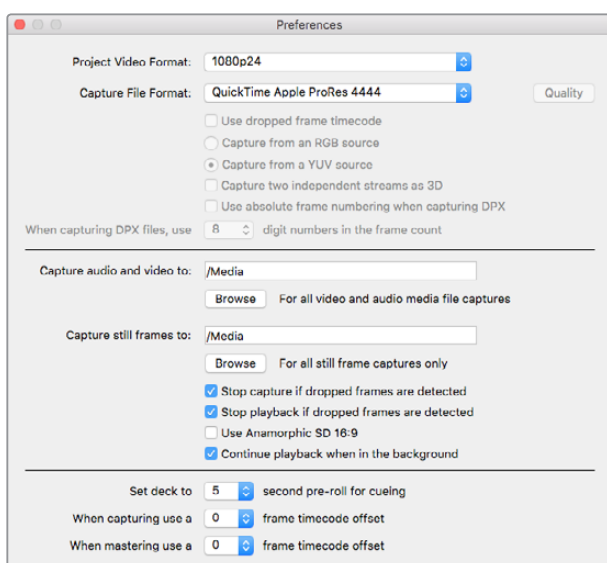 Preferences
Project Video Format: 1080p24
Capture File Format: QuickTime Apple ProRes 4444 Quality
Use dropped frame timecode
Capture from an RGB source
Capture from a YUV source
Capture two independent streams as 3D
Use absolute frame numbering when capturing DPX
When capturing DPX files, use 8 digit numbers in the frame count
Capture audio and video to: /Media
Browse For all video and audio media file captures
Capture still frames to: /Media
Browse For all still frame captures only
Stop capture if dropped frames are detected
Stop playback if dropped frames are detected
Use Anamorphic SD 16:9
Continue playback when in the background
Set deck to 5 second pre-roll for cueing
When capturing use a 0 frame timecode offset
When mastering use a 0 frame timecode offset